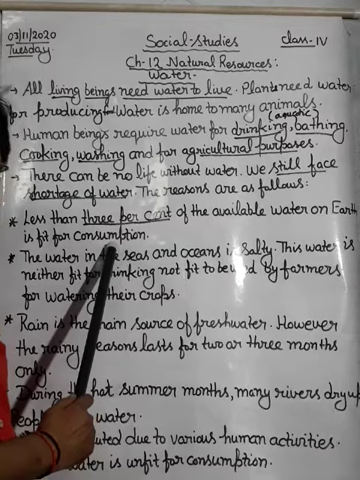 03/11/2020 Social-Studies Class-IV
Tuesday
Ch-12 Natural Resources:
Water
→ All living beings need water to live. Plants need water
for producing Water is home to many animals.
(aquatic)
→ Human beings require water for drinking, bathing,
Cooking, washing and for agricultural purposes.
→ There can be no life without water. We still face
shortage of water. The reasons are as follows:
* Less than three per cent of the available water on Earth
is fit for consumption.
* The water in the seas and oceans is salty. This water is
neither fit for drinking not fit to be by farmers
for watering their crops.
* Rain is the main source of freshwater. However
the rainy seasons lasts for two or three months
only.
During the hot summer months, many rivers dry up
water.
due to various human activities.
water is unfit for consumption.